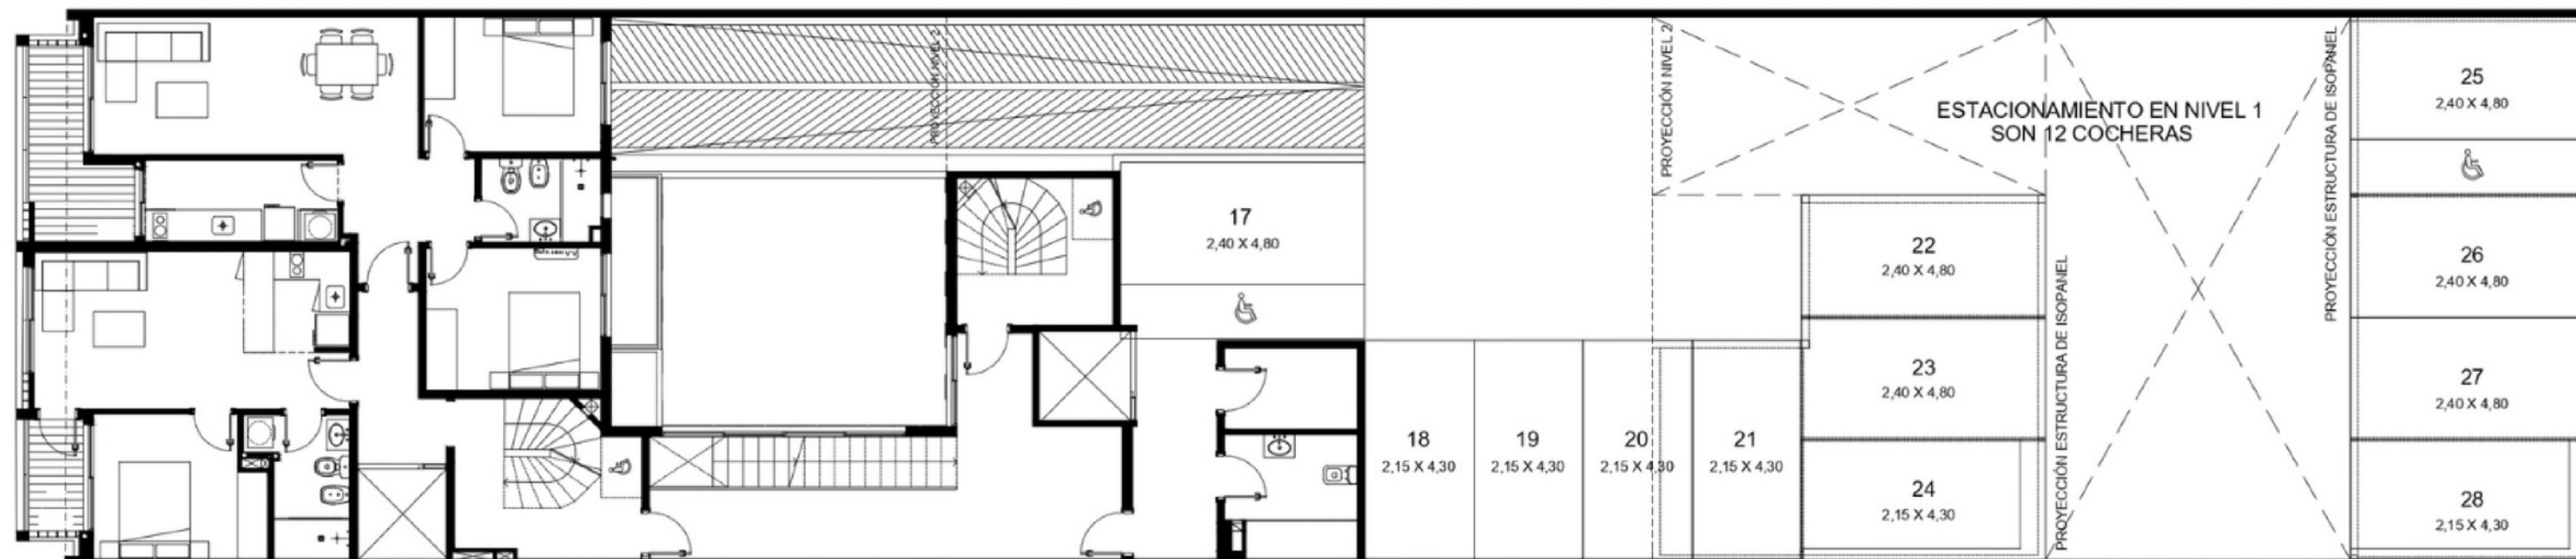 PROYECCIÓN NIVEL 2
PROYECCIÓN NIVEL 2
ESTACIONAMIENTO EN NIVEL 1
SON 12 COCHERAS
PROYECCIÓN ESTRUCTURA DE ISOPANEL
PROYECCIÓN ESTRUCTURA DE ISOPANEL
17
2,40 X 4,80
18
2,15 X 4,30
19
2,15 X 4,30
20
2,15 X 4,30
21
2,15 X 4,30
22
2,40 X 4,80
23
2,40 X 4,80
24
2,15 X 4,30
25
2,40 X 4,80
26
2,40 X 4,80
27
2,40 X 4,80
28
2,15 X 4,30